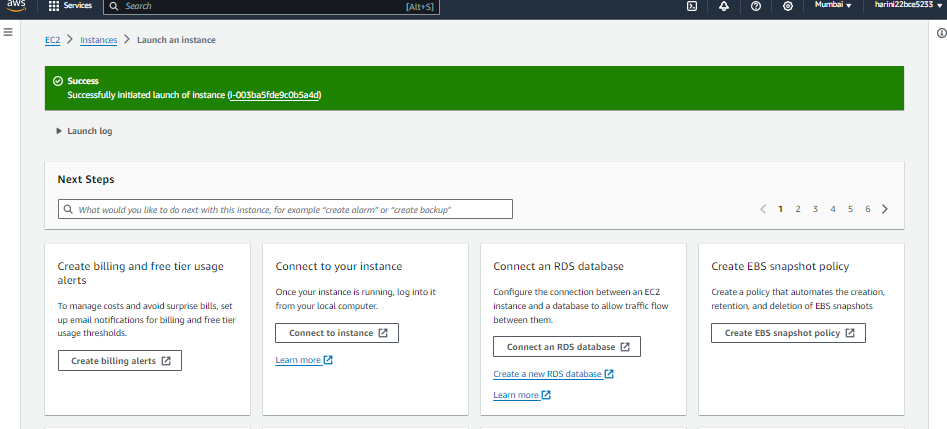 aws
Services
Search
[Alt+S]
Mumbai
harini22bce5233
EC2
Instances
Launch an instance
Success
Successfully initiated launch of instance (i-003ba5fde9c0b5a4d)
Launch log
Next Steps
What would you like to do next with this instance, for example "create alarm" or "create backup"
1 2 3 4 5 6
Create billing and free tier usage
alerts
To manage costs and avoid surprise bills, set
up email notifications for billing and free tier
usage thresholds.
Create billing alerts
Connect to your instance
Once your instance is running, log into it
from your local computer.
Connect to instance
Learn more
Connect an RDS database
Configure the connection between an EC2
instance and a database to allow traffic flow
between them.
Connect an RDS database
Create a new RDS database
Learn more
Create EBS snapshot policy
Create a policy that automates the creation,
retention, and deletion of EBS snapshots
Create EBS snapshot policy